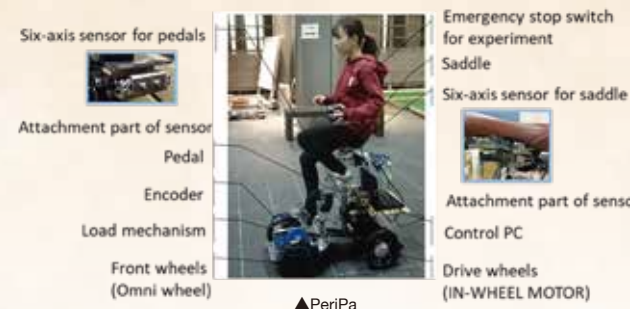 Six-axis sensor for pedals
Attachment part of sensor
Pedal
Encoder
Load mechanism
Front wheels
(Omni wheel)
Emergency stop switch
for experiment
Saddle
Six-axis sensor for saddle
Attachment part of senso
Control PC
Drive wheels
(IN-WHEEL MOTOR)
▲PeriPa